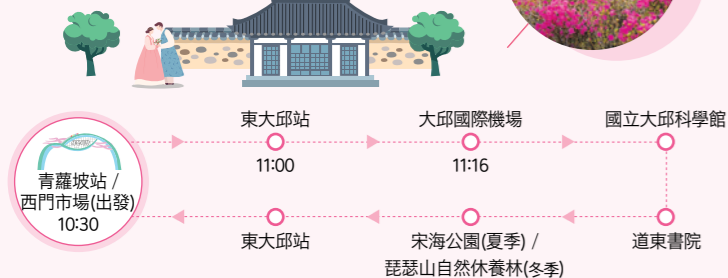 東大邱站
大邱國際機場
國立大邱科學館
11:00
11:16
青蘿坡站 /
西門市場(出發)
10:30
東大邱站
宋海公園(夏季) /
琵瑟山自然休養林(冬季)
道東書院